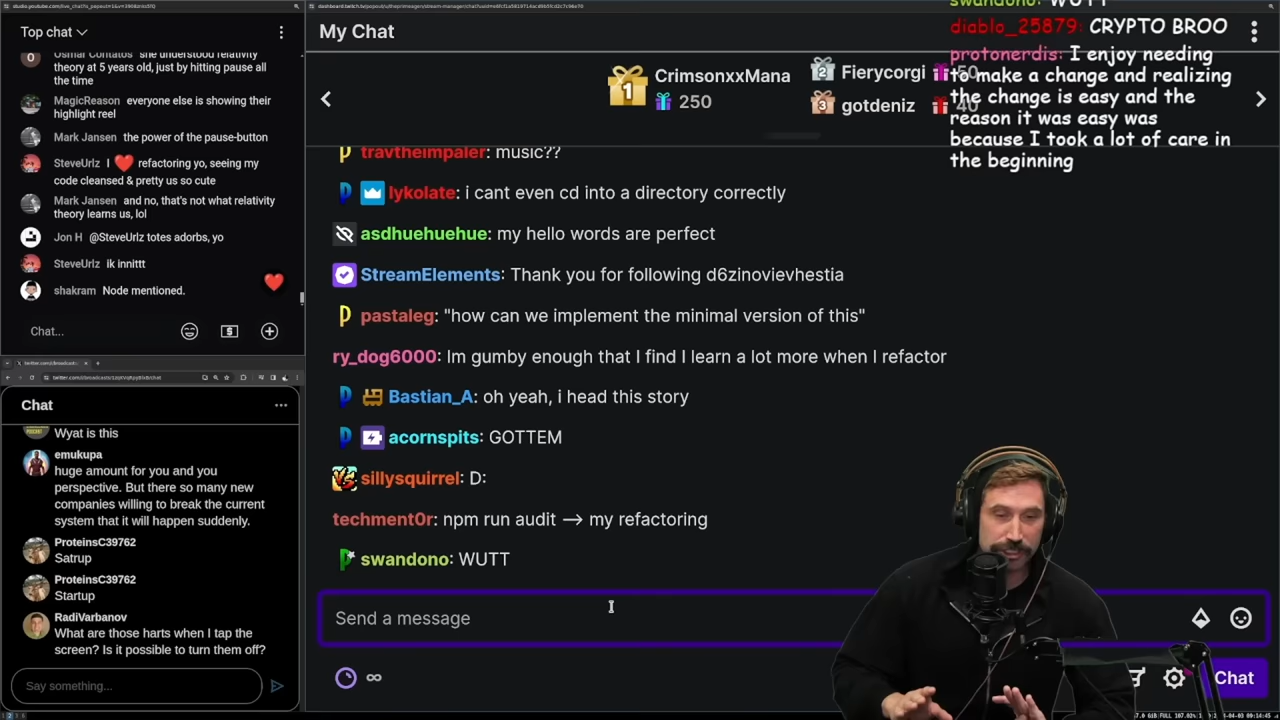 Top chat
Osmar Contatos she understood relativity
theory at 5 years old, just by hitting pause all
the time
MagicReason everyone else is showing their
highlight reel
Mark Jansen the power of the pause-button
SteveUrlz I ❤️ refactoring yo, seeing my
code cleansed & pretty us so cute
Mark Jansen and no, that's not what relativity
theory learns us, lol
Jon H @SteveUrlz totes adorbs, yo
SteveUrlz ik innittt
shakram Node mentioned.
Chat...
Chat
Wyat is this
emukupa
huge amount for you and you
perspective. But there so many new
companies willing to break the current
system that it will happen suddenly.
ProteinsC39762
Satrup
ProteinsC39762
Startup
RadiVarbanov
What are those harts when I tap the
screen? Is it possible to turn them off?
Say something...
My Chat
1 CrimsonxxMana
250
2 Fierycorgi 50
3 gotdeniz 40
travtheimpaler: music??
lykolate: i cant even cd into a directory correctly
asdhuehuehue: my hello words are perfect
StreamElements: Thank you for following d6zinovievhestia
pastaleg: "how can we implement the minimal version of this"
ry_dog6000: Im gumby enough that I find I learn a lot more when I refactor
Bastian_A: oh yeah, i head this story
acornspits: GOTTEM
sillysquirrel: D:
techment0r: npm run audit → my refactoring
swandono: WUTT
Send a message
∞
Chat
swandono: WUTT
diablo_25879: CRYPTO BROO
protonerdis: I enjoy needing
to make a change and realizing
the change is easy and the
reason it was easy was
because I took a lot of care in
the beginning